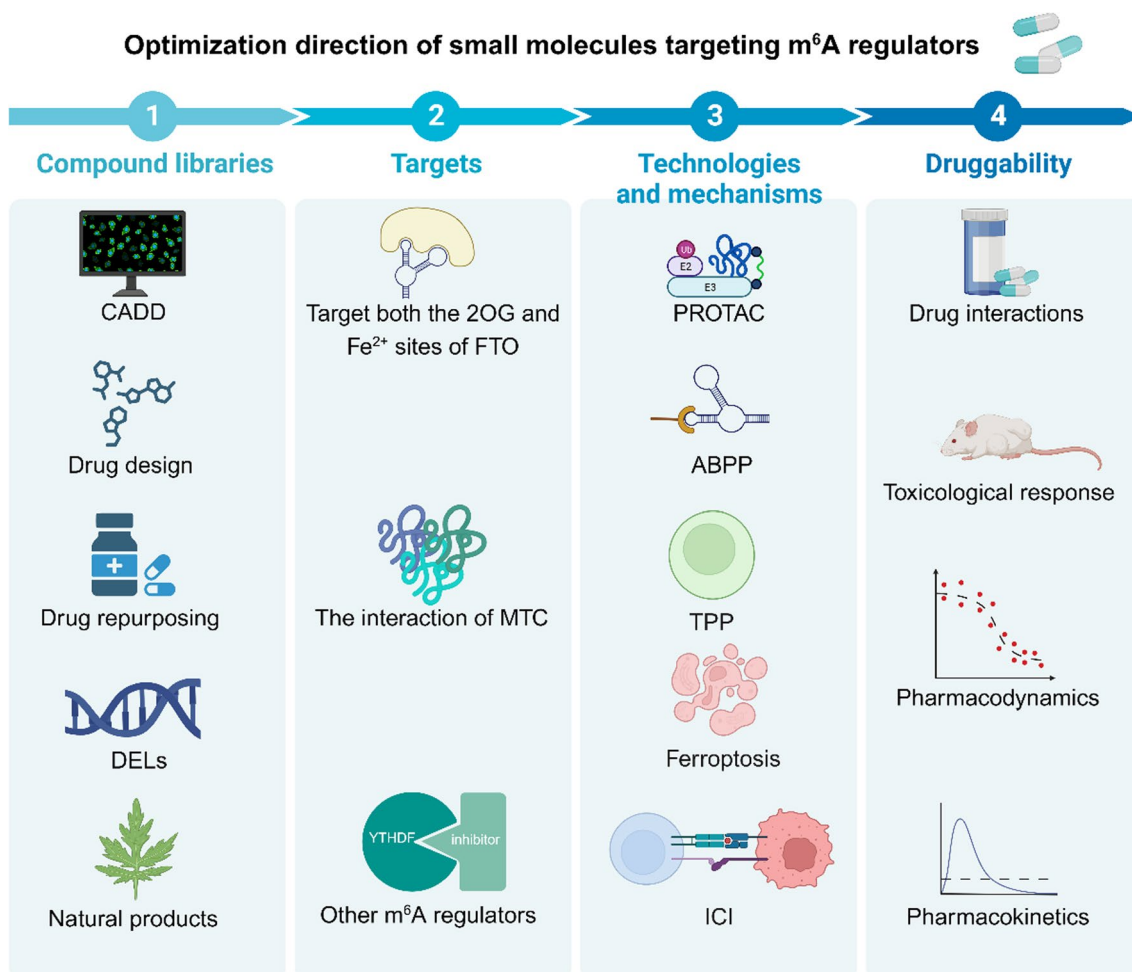 Optimization direction of small molecules targeting m⁶A regulators
1
2
3
4
Compound libraries
Targets
Technologies
and mechanisms
Druggability
CADD
Drug design
Drug repurposing
DELs
Natural products
Target both the 2OG and
Fe²⁺ sites of FTO
The interaction of MTC
YTHDF
inhibitor
Other m⁶A regulators
Ub
E2
E3
PROTAC
ABPP
TPP
Ferroptosis
ICI
Drug interactions
Toxicological response
Pharmacodynamics
Pharmacokinetics